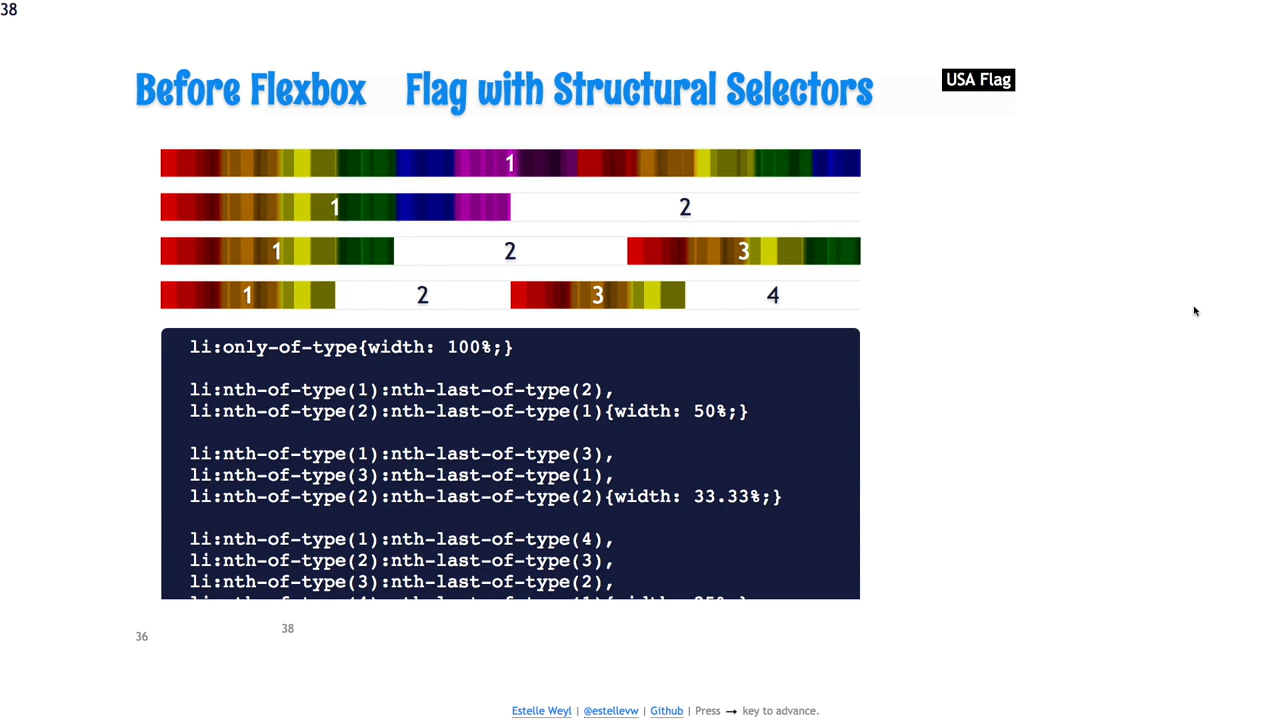 38
Before Flexbox Flag with Structural Selectors
USA Flag
1
1 2
1 2 3
1 2 3 4
li:only-of-type{width: 100%;}
li:nth-of-type(1):nth-last-of-type(2),
li:nth-of-type(2):nth-last-of-type(1){width: 50%;}
li:nth-of-type(1):nth-last-of-type(3),
li:nth-of-type(3):nth-last-of-type(1),
li:nth-of-type(2):nth-last-of-type(2){width: 33.33%;}
li:nth-of-type(1):nth-last-of-type(4),
li:nth-of-type(2):nth-last-of-type(3),
li:nth-of-type(3):nth-last-of-type(2),
36
38
Estelle Weyl | @estellevw | Github | Press → key to advance.